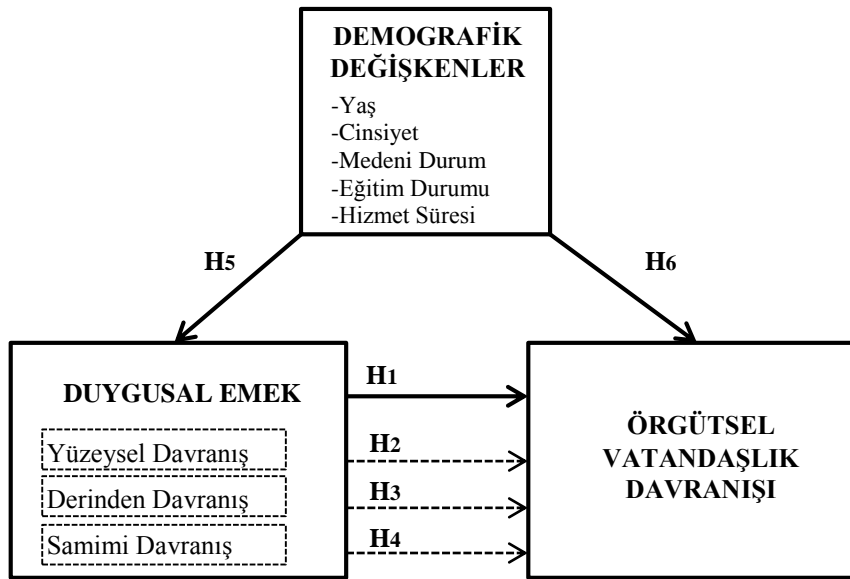 DEMOGRAFİK
DEĞİŞKENLER
-Yaş
-Cinsiyet
-Medeni Durum
-Eğitim Durumu
-Hizmet Süresi
H5
H6
DUYGUSAL EMEK
Yüzeysel Davranış
Derinden Davranış
Samimi Davranış
H1
H2
H3
H4
ÖRGÜTSEL
VATANDAŞLIK
DAVRANIŞI